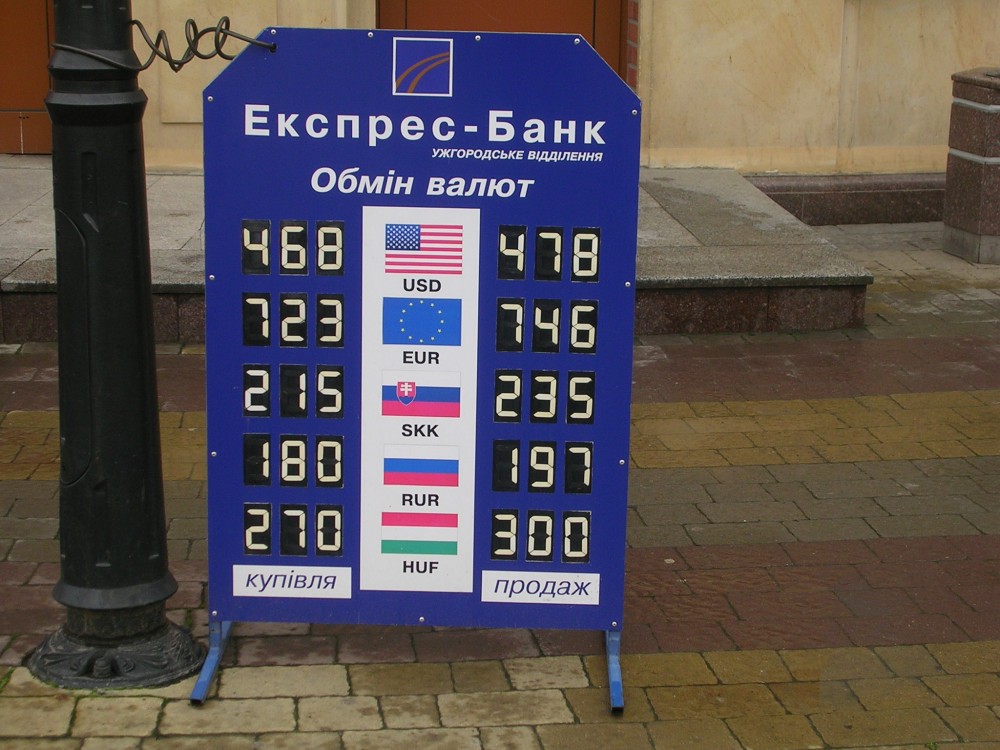 Експрес-Банк
УЖГОРОДСЬКЕ ВІДДІЛЕННЯ
Обмін валют
468 USD 478
723 EUR 746
215 SKK 235
180 RUR 197
270 HUF 300
купівля продаж